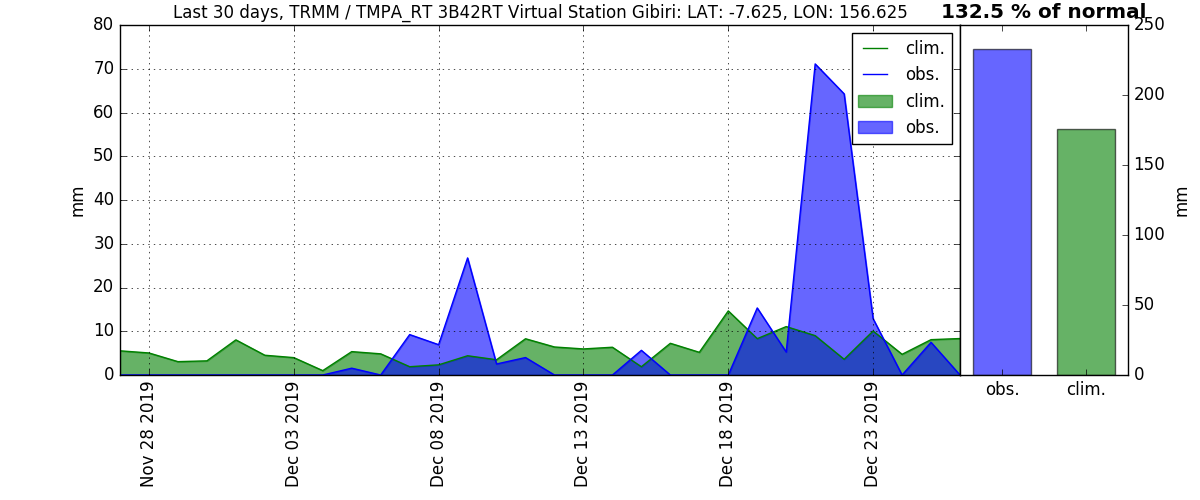 Last 30 days, TRMM / TMPA_RT 3B42RT Virtual Station Gibiri: LAT: -7.625, LON: 156.625
132.5 % of normal
80
70
60
50
40
30
20
10
0
mm
clim.
obs.
clim.
obs.
Nov 28 2019
Dec 03 2019
Dec 08 2019
Dec 13 2019
Dec 18 2019
Dec 23 2019
250
200
150
100
50
0
mm
obs.
clim.